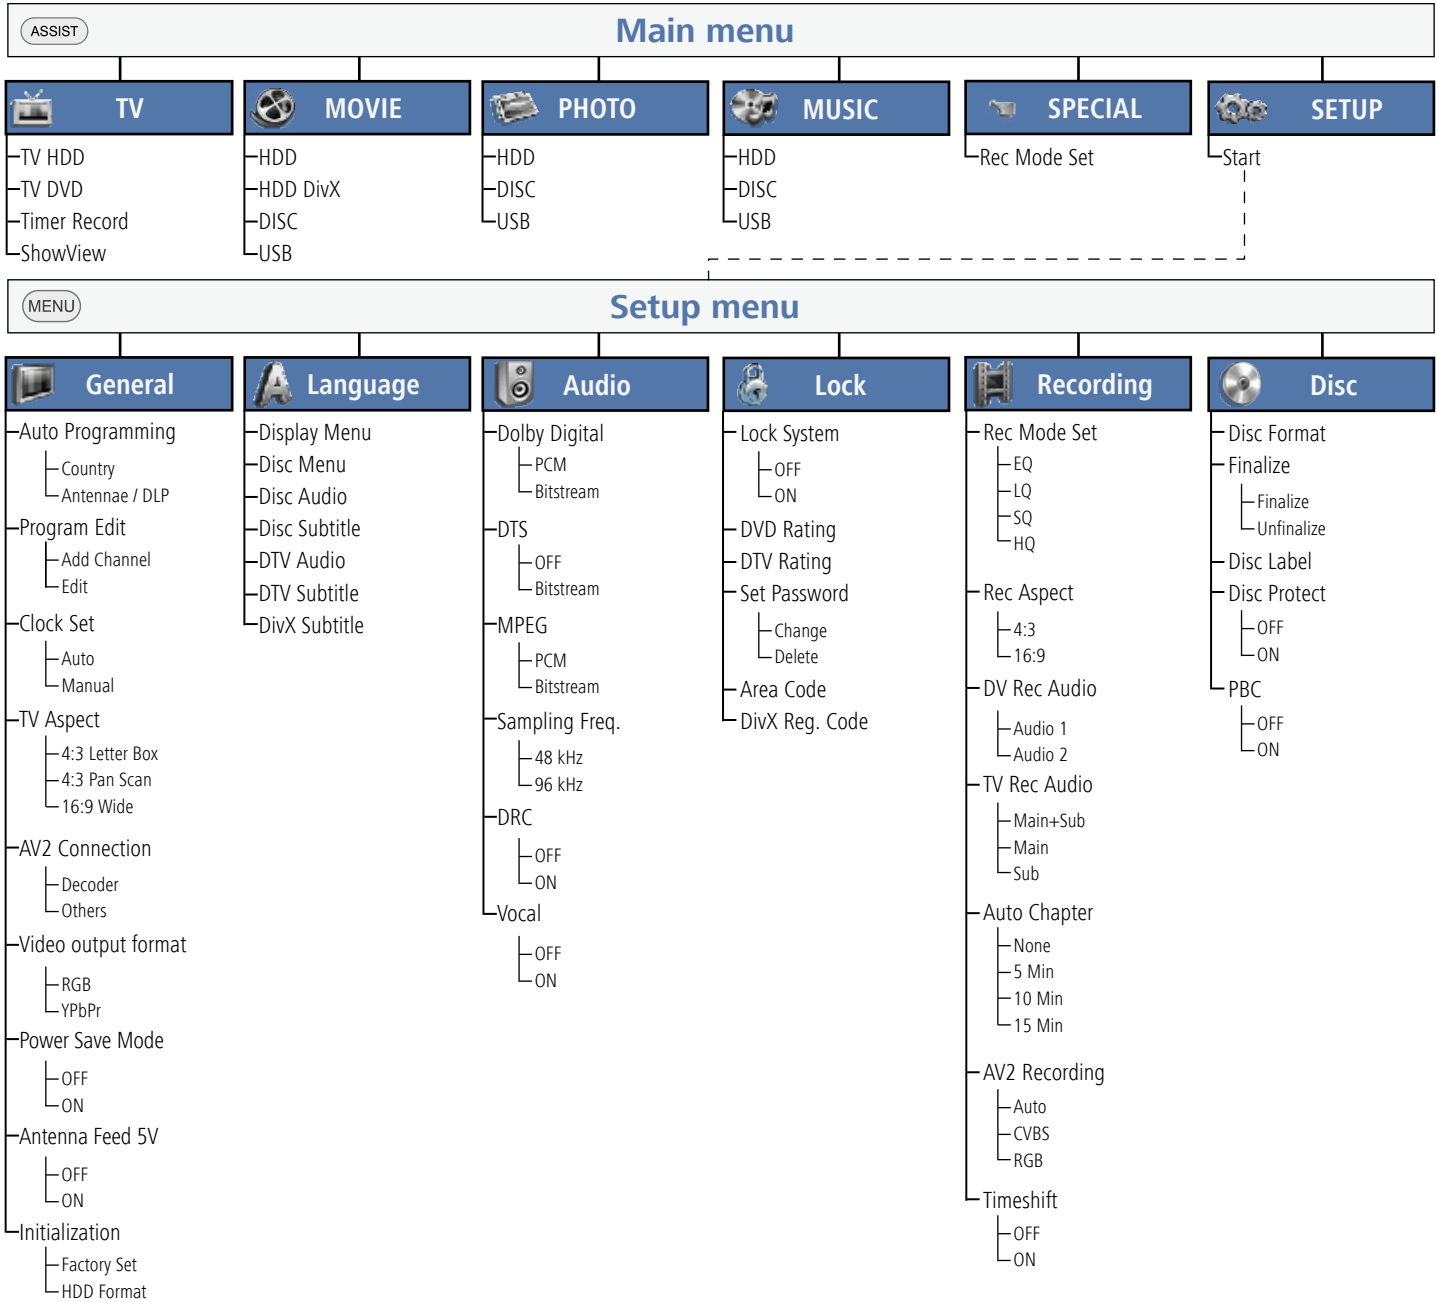 ASSIST
Main menu
TV
TV HDD
TV DVD
Timer Record
ShowView
MOVIE
HDD
HDD DivX
DISC
USB
PHOTO
HDD
DISC
USB
MUSIC
HDD
DISC
USB
SPECIAL
Rec Mode Set
SETUP
Start
MENU
Setup menu
General
Auto Programming
Country
Antennae / DLP
Program Edit
Add Channel
Edit
Clock Set
Auto
Manual
TV Aspect
4:3 Letter Box
4:3 Pan Scan
16:9 Wide
AV2 Connection
Decoder
Others
Video output format
RGB
YPbPr
Power Save Mode
OFF
ON
Antenna Feed 5V
OFF
ON
Initialization
Factory Set
HDD Format
Language
Display Menu
Disc Menu
Disc Audio
Disc Subtitle
DTV Audio
DTV Subtitle
DivX Subtitle
Audio
Dolby Digital
PCM
Bitstream
DTS
OFF
Bitstream
MPEG
PCM
Bitstream
Sampling Freq.
48 kHz
96 kHz
DRC
OFF
ON
Vocal
OFF
ON
Lock
Lock System
OFF
ON
DVD Rating
DTV Rating
Set Password
Change
Delete
Area Code
DivX Reg. Code
Recording
Rec Mode Set
EQ
LQ
SQ
HQ
Rec Aspect
4:3
16:9
DV Rec Audio
Audio 1
Audio 2
TV Rec Audio
Main+Sub
Main
Sub
Auto Chapter
None
5 Min
10 Min
15 Min
AV2 Recording
Auto
CVBS
RGB
Timeshift
OFF
ON
Disc
Disc Format
Finalize
Finalize
Unfinalize
Disc Label
Disc Protect
OFF
ON
PBC
OFF
ON